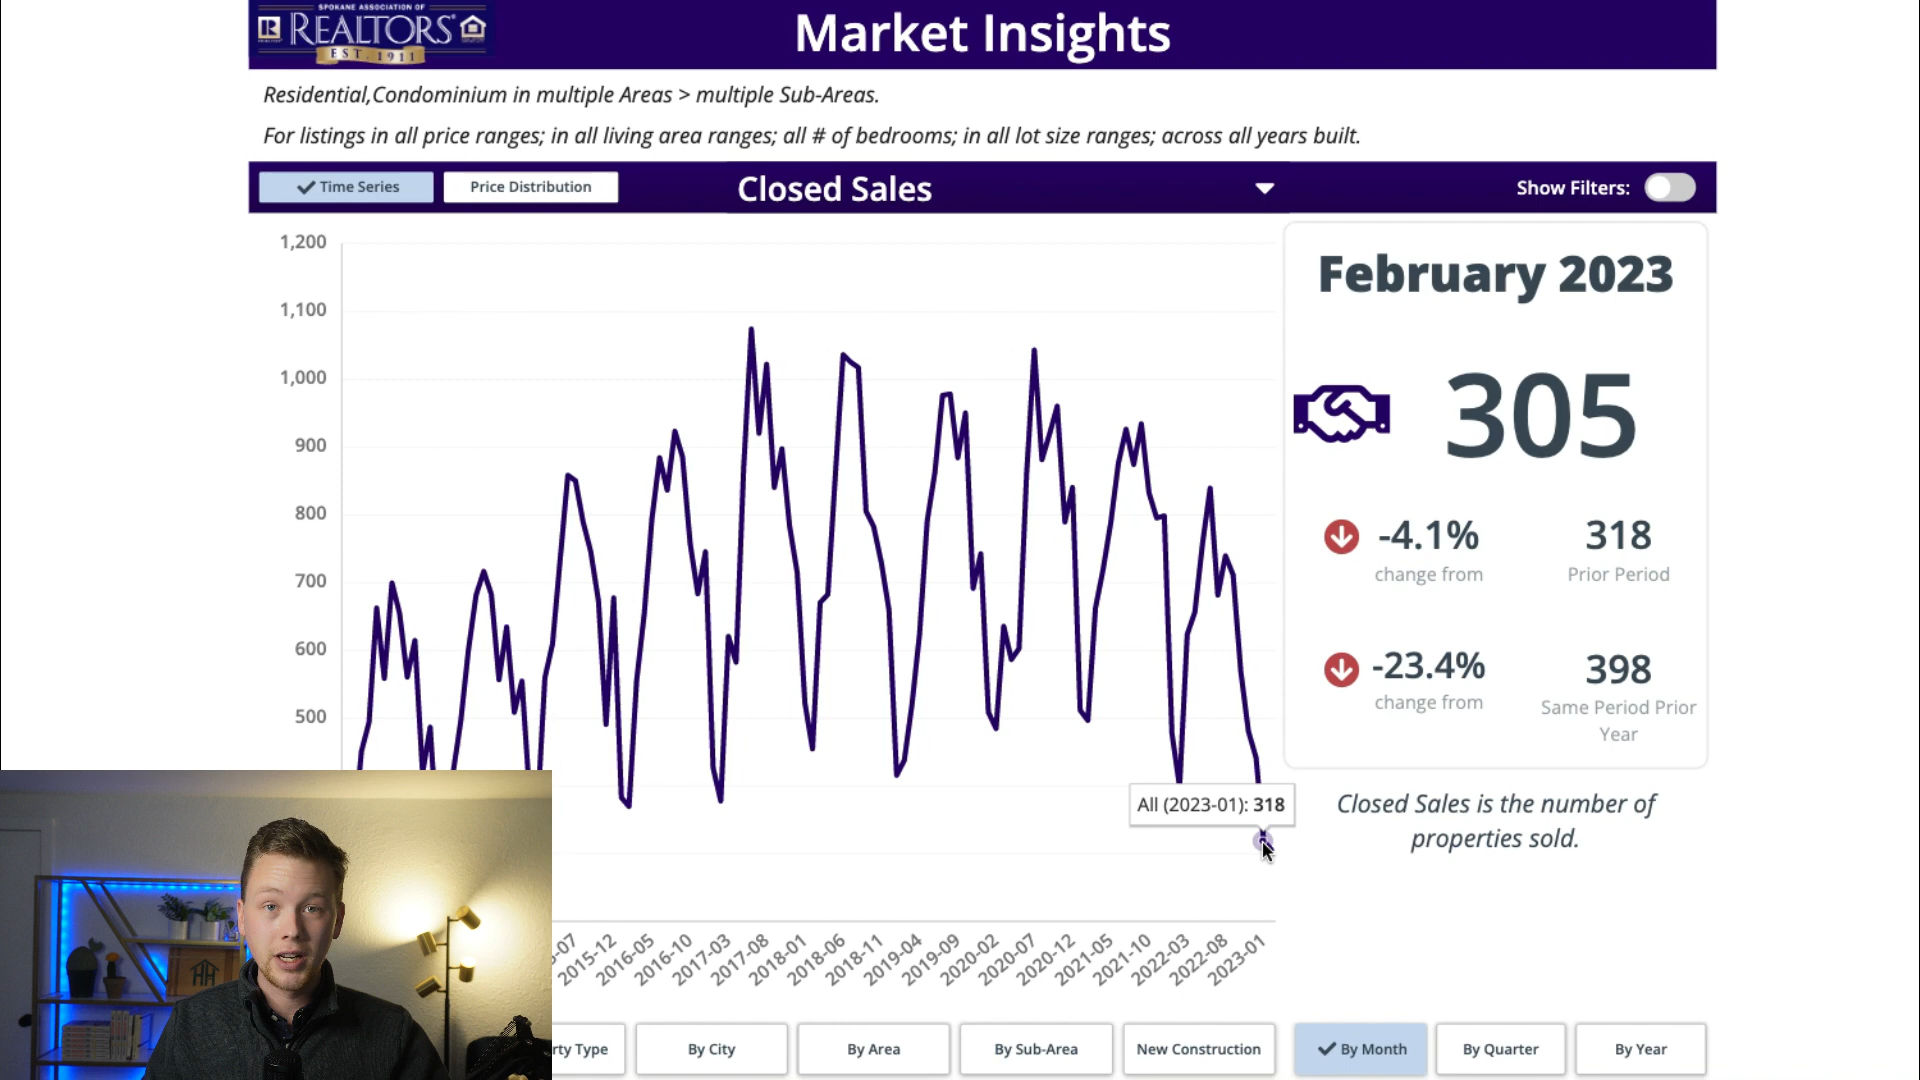 SPOKANE ASSOCIATION OF
REALTORS®
EST. 1911
Market Insights
Residential,Condominium in multiple Areas > multiple Sub-Areas.
For listings in all price ranges; in all living area ranges; all # of bedrooms; in all lot size ranges; across all years built.
Time Series
Price Distribution
Closed Sales
Show Filters:
1,200
1,100
1,000
900
800
700
600
500
All (2023-01): 318
-07
2015-12
2016-05
2016-10
2017-03
2017-08
2018-01
2018-06
2018-11
2019-04
2019-09
2020-02
2020-07
2020-12
2021-05
2021-10
2022-03
2022-08
2023-01
February 2023
305
-4.1%
change from
318
Prior Period
-23.4%
change from
398
Same Period Prior
Year
Closed Sales is the number of
properties sold.
HH
rty Type
By City
By Area
By Sub-Area
New Construction
By Month
By Quarter
By Year